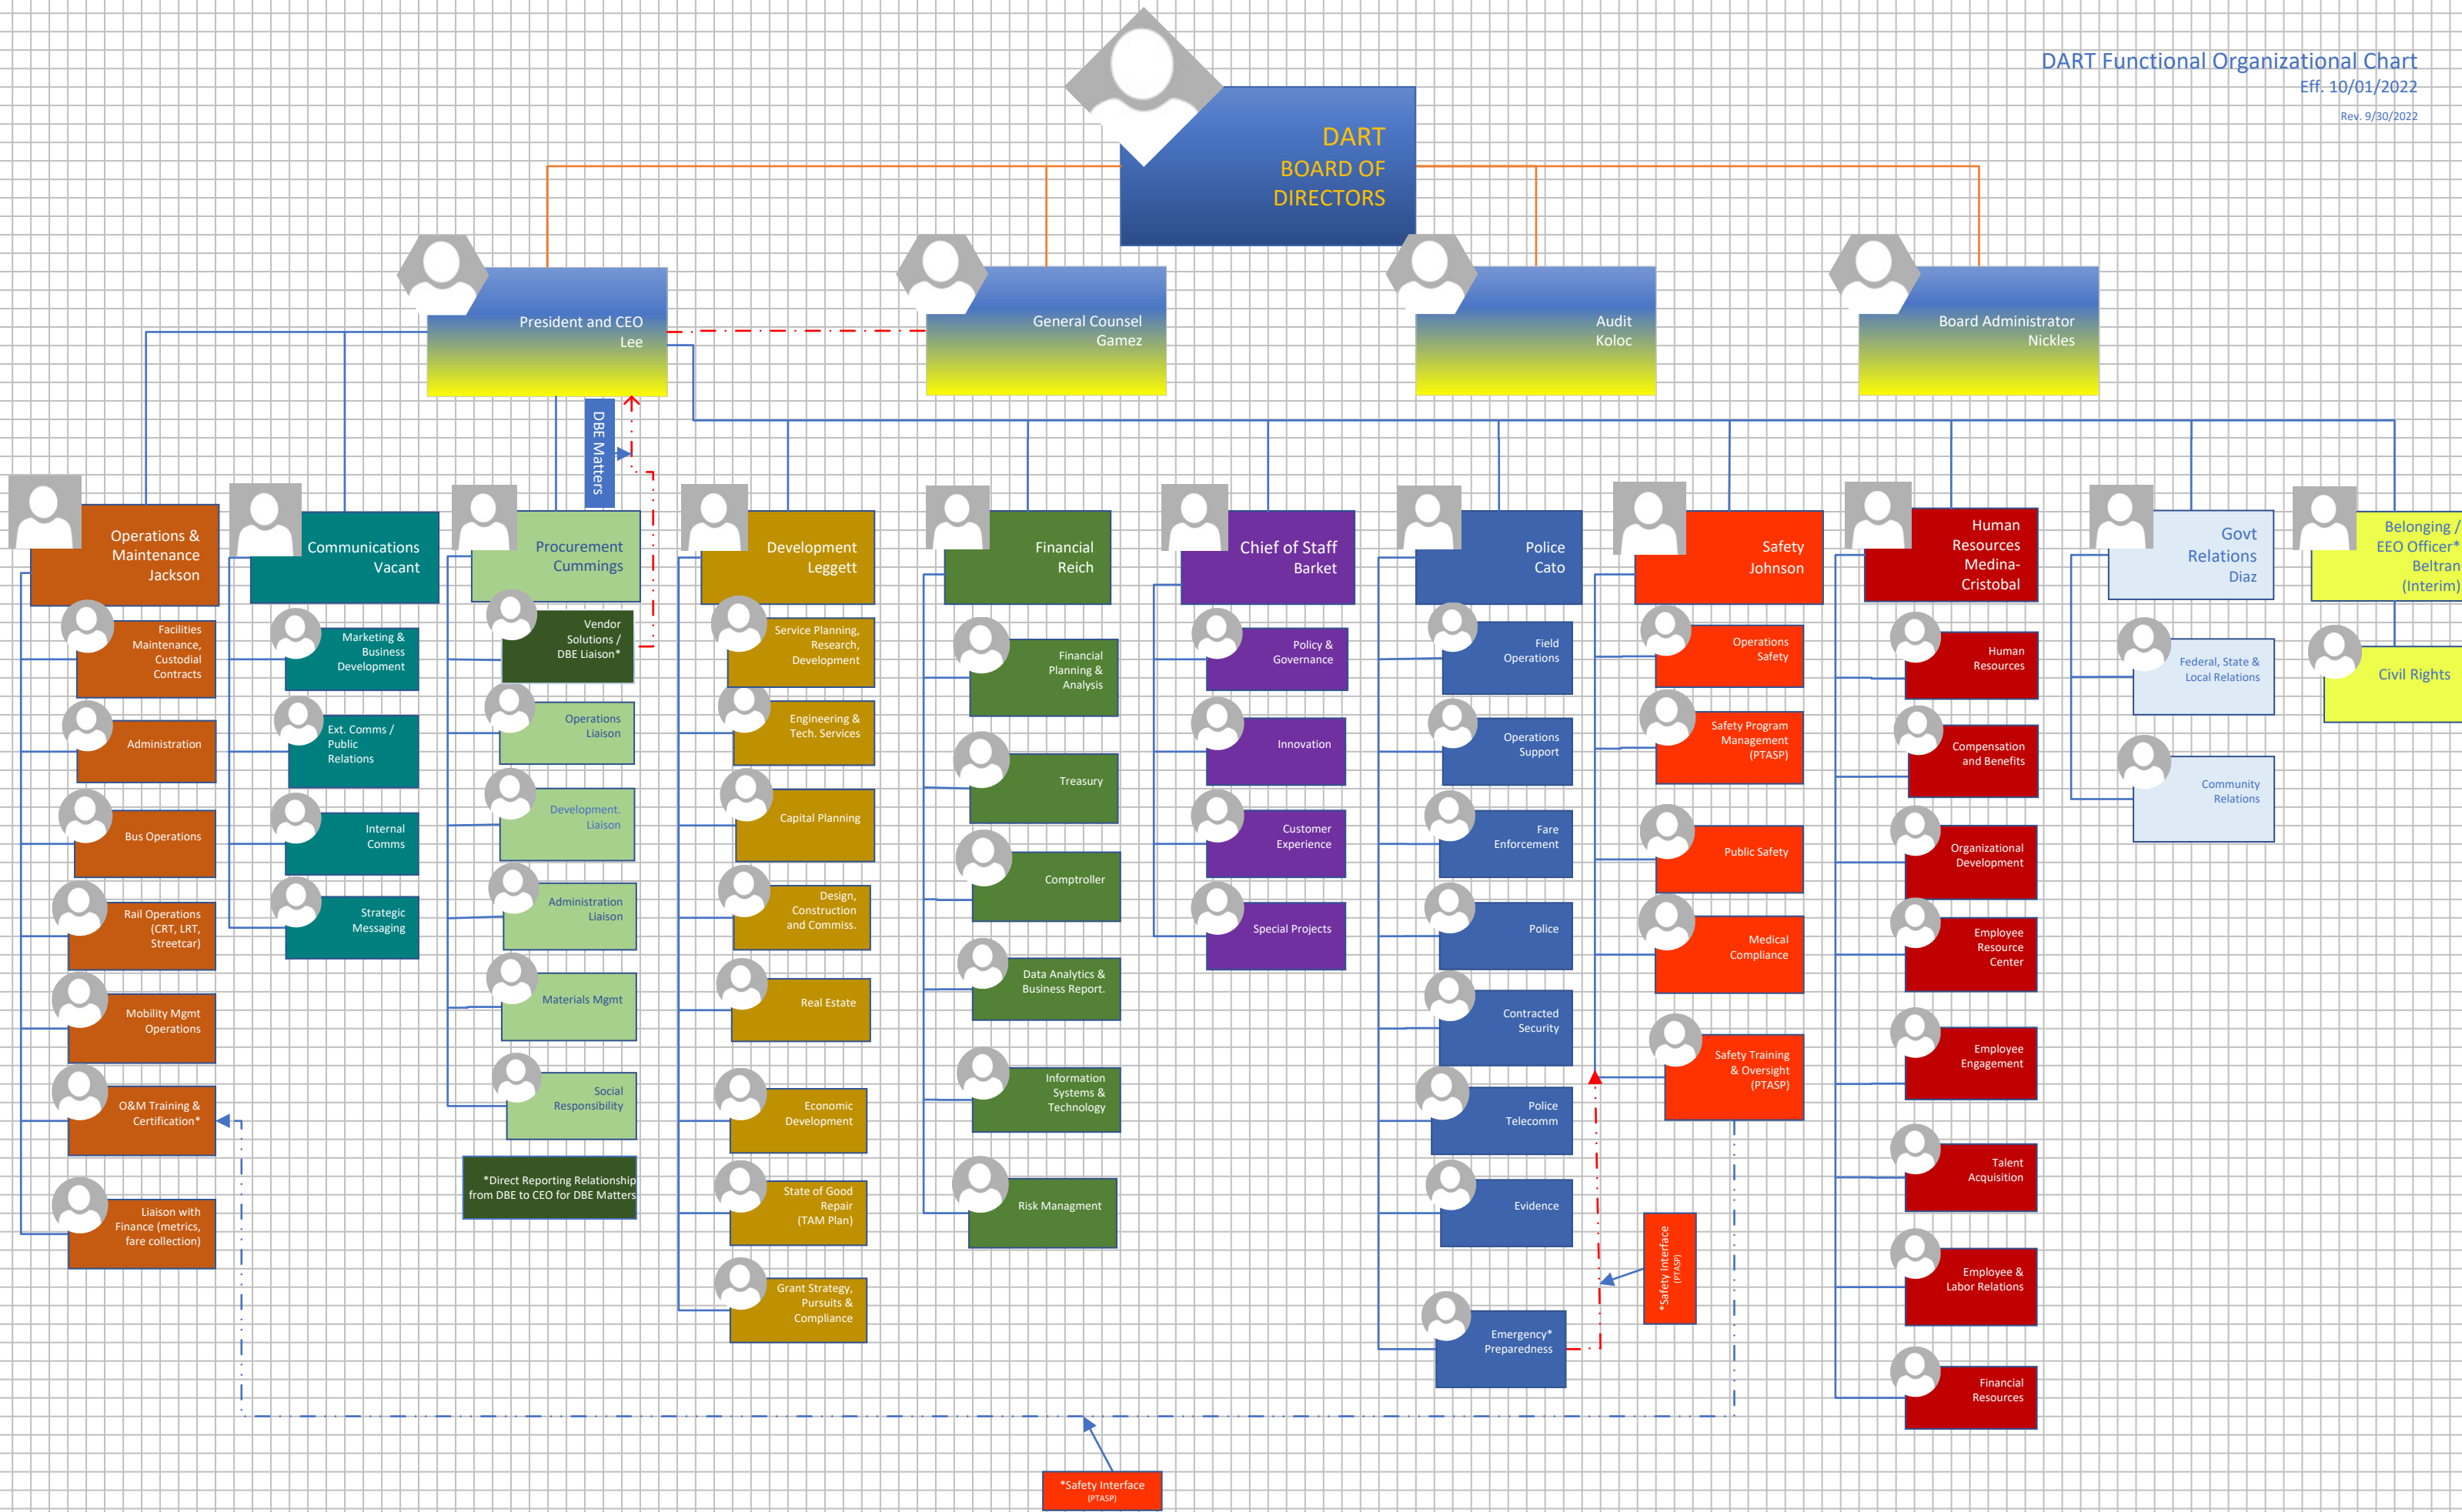 DART Functional Organizational Chart
Eff. 10/01/2022
Rev. 9/30/2022
DART
BOARD OF
DIRECTORS
President and CEO
Lee
General Counsel
Gamez
Audit
Koloc
Board Administrator
Nickles
DBE Matters
Operations &
Maintenance
Jackson
Facilities
Maintenance,
Custodial
Contracts
Administration
Bus Operations
Rail Operations
(CRT, LRT,
Streetcar)
Mobility Mgmt
Operations
O&M Training &
Certification*
Liaison with
Finance (metrics,
fare collection)
Communications
Vacant
Marketing &
Business
Development
Ext. Comms /
Public
Relations
Internal
Comms
Strategic
Messaging
Procurement
Cummings
Vendor
Solutions /
DBE Liaison*
Operations
Liaison
Development.
Liaison
Administration
Liaison
Materials Mgmt
Social
Responsibility
*Direct Reporting Relationship
from DBE to CEO for DBE Matters
Development
Leggett
Service Planning,
Research,
Development
Engineering &
Tech. Services
Capital Planning
Design,
Construction
and Commiss.
Real Estate
Economic
Development
State of Good
Repair
(TAM Plan)
Grant Strategy,
Pursuits &
Compliance
Financial
Reich
Financial
Planning &
Analysis
Treasury
Comptroller
Data Analytics &
Business Report.
Information
Systems &
Technology
Risk Managment
Chief of Staff
Barket
Policy &
Governance
Innovation
Customer
Experience
Special Projects
Police
Cato
Field
Operations
Operations
Support
Fare
Enforcement
Police
Contracted
Security
Police
Telecomm
Evidence
Emergency*
Preparedness
Safety
Johnson
Operations
Safety
Safety Program
Management
(PTASP)
Public Safety
Medical
Compliance
Safety Training
& Oversight
(PTASP)
*Safety Interface
(PTASP)
Human
Resources
Medina-
Cristobal
Human
Resources
Compensation
and Benefits
Organizational
Development
Employee
Resource
Center
Employee
Engagement
Talent
Acquisition
Employee &
Labor Relations
Financial
Resources
Govt
Relations
Diaz
Federal, State &
Local Relations
Community
Relations
Belonging /
EEO Officer*
Beltran
(Interim)
Civil Rights
*Safety Interface
(PTASP)